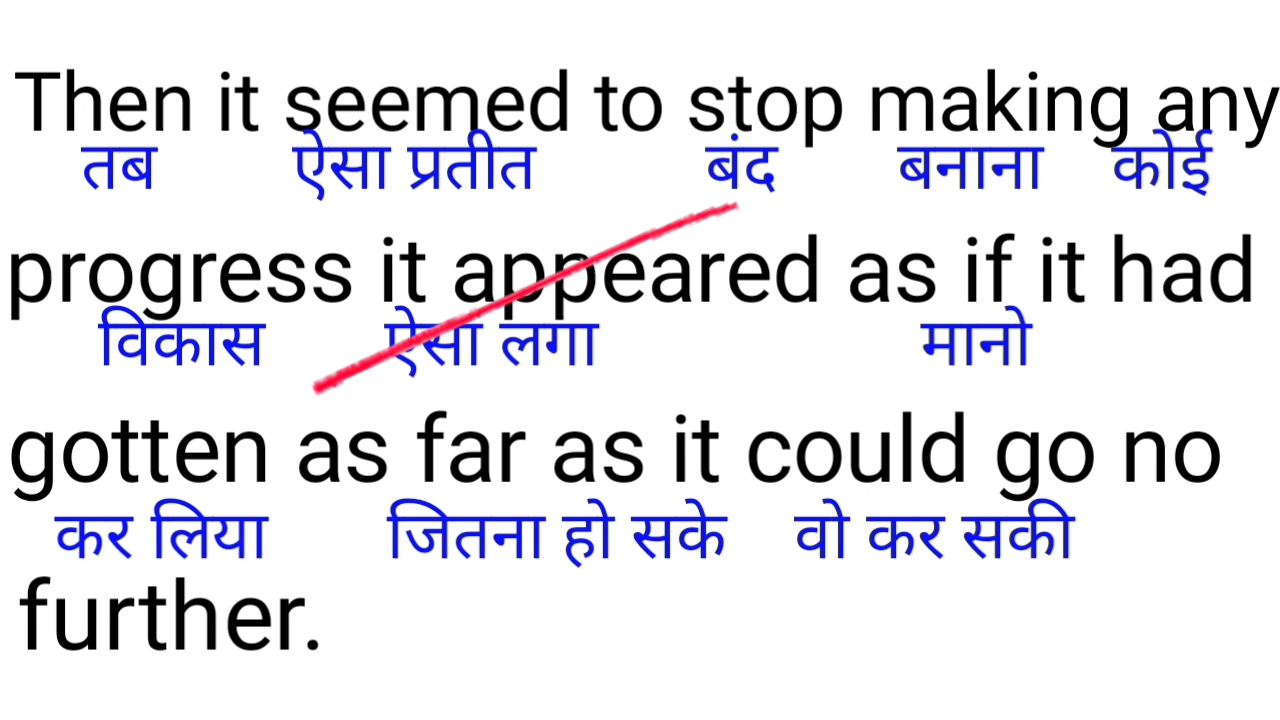 Then it seemed to stop making any
तब ऐसा प्रतीत बंद बनाना कोई
progress it appeared as if it had
विकास ऐसा लगा मानो
gotten as far as it could go no
कर लिया जितना हो सके वो कर सकी
further.